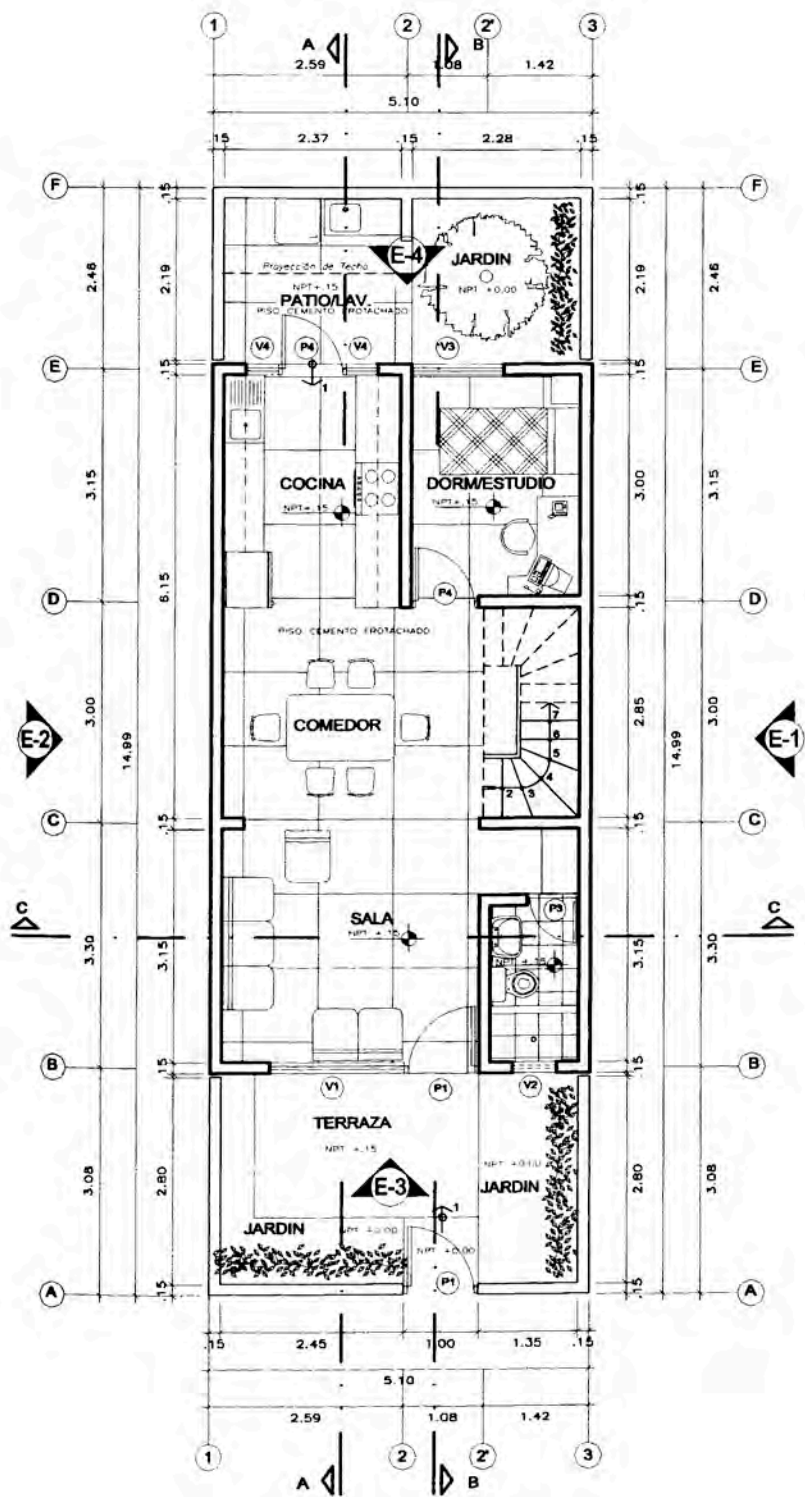 1 2 2' 3
A B
2.59 1.08 1.42
5.10
.15 2.37 .15 2.28 .15
F F
.15 .15
2.48 2.19 2.19 2.48
E-4
JARDIN
NPT +0.00
Proyección de Techo
NPT+.15
PATIO/LAV.
PISO CEMENTO FROTACHADO
V4 P4 V4 V3
E E
.15 .15
1
COCINA
NPT+.15
DORM/ESTUDIO
NPT+.15
3.15 6.15 3.00 3.15
P4
D D
.15
PISO CEMENTO FROTACHADO
COMEDOR
E-2 E-1
3.00 14.99 2.85 14.99 3.00
7
6
5
4
3
2
C C
.15 .15
C C
SALA
NPT +.15
P3
NPT +.15
3.30 3.15 3.15 3.30
B B
.15 .15
V1 P1 V2
TERRAZA
NPT +.15
NPT +0.00
JARDIN
E-3
1
JARDIN
NPT +0.00
NPT +0.00
3.08 2.80 2.80 3.08
P1
A A
.15 .15
.15 2.45 1.00 1.35 .15
5.10
2.59 1.08 1.42
1 2 2' 3
A B